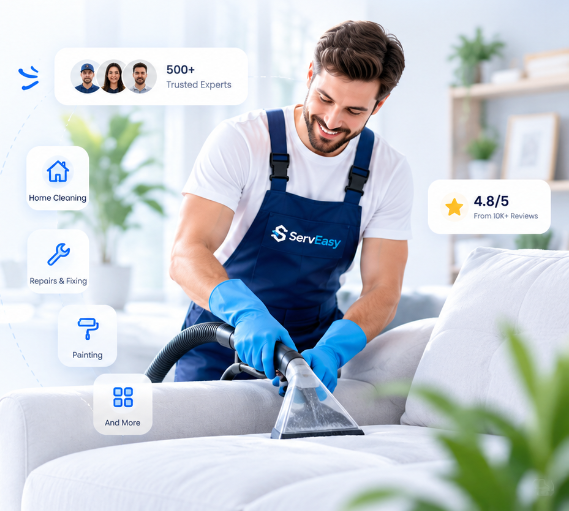 500+
Trusted Experts
Home Cleaning
ServEasy
4.8/5
From 10K+ Reviews
Repairs & Fixing
Painting
And More